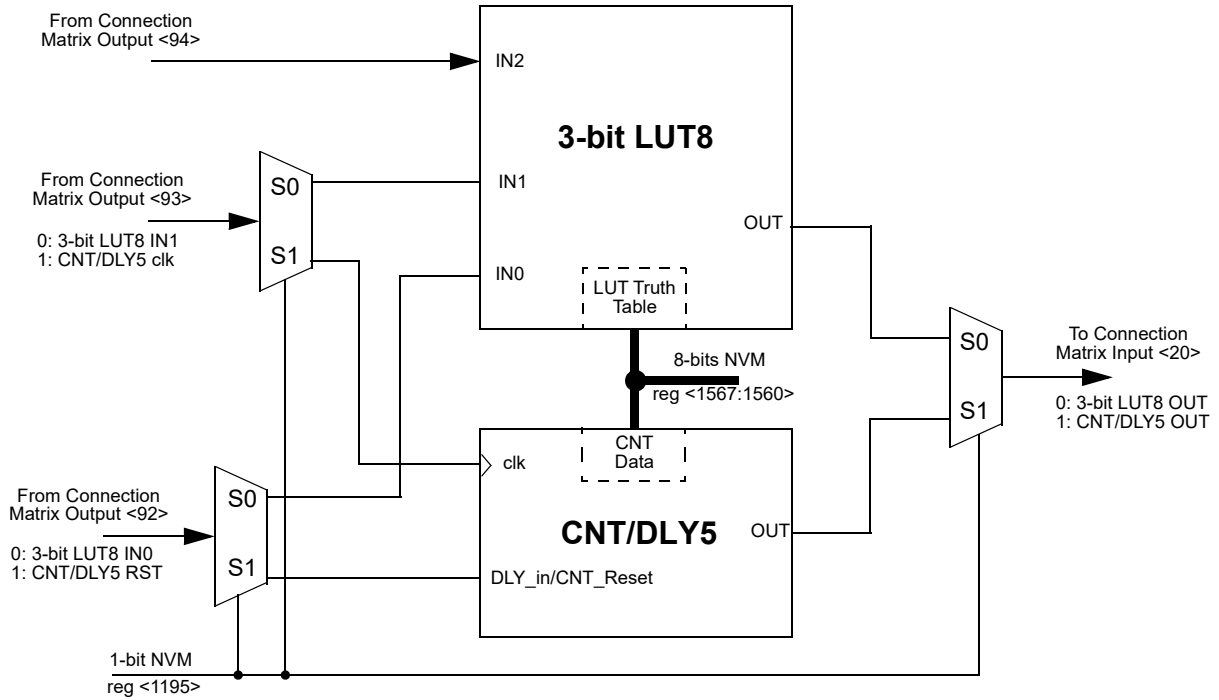 From Connection
Matrix Output <94>
IN2
3-bit LUT8
From Connection
Matrix Output <93>
S0
S1
0: 3-bit LUT8 IN1
1: CNT/DLY5 clk
IN1
IN0
OUT
LUT Truth
Table
8-bits NVM
reg <1567:1560>
S0
S1
To Connection
Matrix Input <20>
0: 3-bit LUT8 OUT
1: CNT/DLY5 OUT
CNT
Data
clk
CNT/DLY5
OUT
DLY_in/CNT_Reset
From Connection
Matrix Output <92>
S0
S1
0: 3-bit LUT8 IN0
1: CNT/DLY5 RST
1-bit NVM
reg <1195>